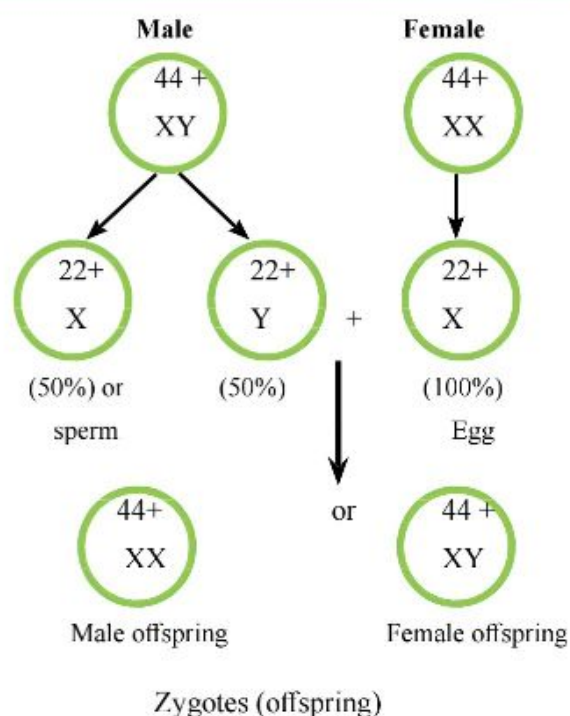 Male Female
44 + 44+
XY XX
22+ 22+ 22+
X Y + X
(50%) or (50%) (100%)
sperm Egg
44+ or 44 +
XX XY
Male offspring Female offspring
Zygotes (offspring)